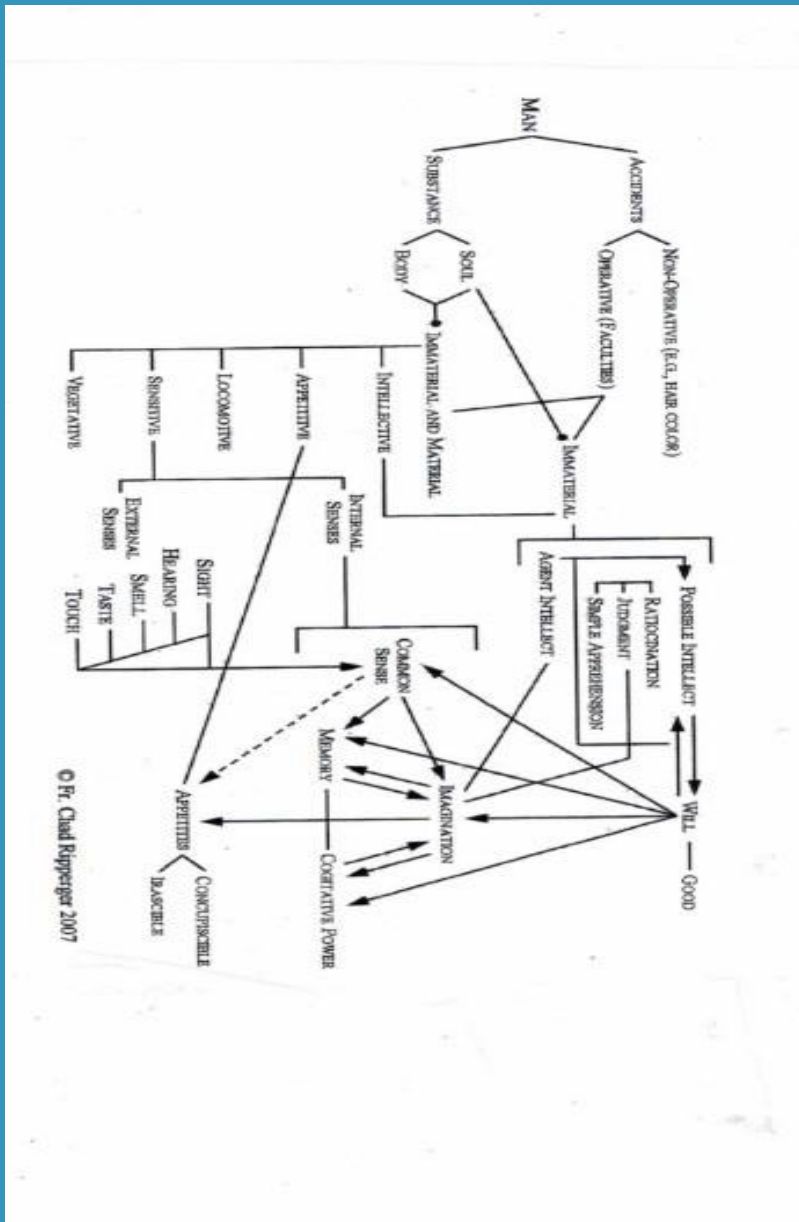 POSSIBLE INTELLECT
WILL
GOOD
NON-OPERATIVE (E.G., HAIR COLOR)
RATIOCINATION
ACCIDENTS
JUDGMENT
OPERATIVE (FACULTIES)
SIMPLE APPREHENSION
IMMATERIAL
AGENT INTELLECT
MAN
SOUL
SUBSTANCE
IMMATERIAL AND MATERIAL
IMAGINATION
BODY
COMMON
SENSE
INTELLECTIVE
INTERNAL
SENSES
MEMORY
COGITATIVE POWER
APPETITIVE
LOCOMOTIVE
SIGHT
CONCUPISCIBLE
APPETITIES
HEARING
IRASCIBLE
SENSITIVE
SMELL
EXTERNAL
SENSES
TASTE
VEGETATIVE
TOUCH
© Fr. Chad Ripperger 2007